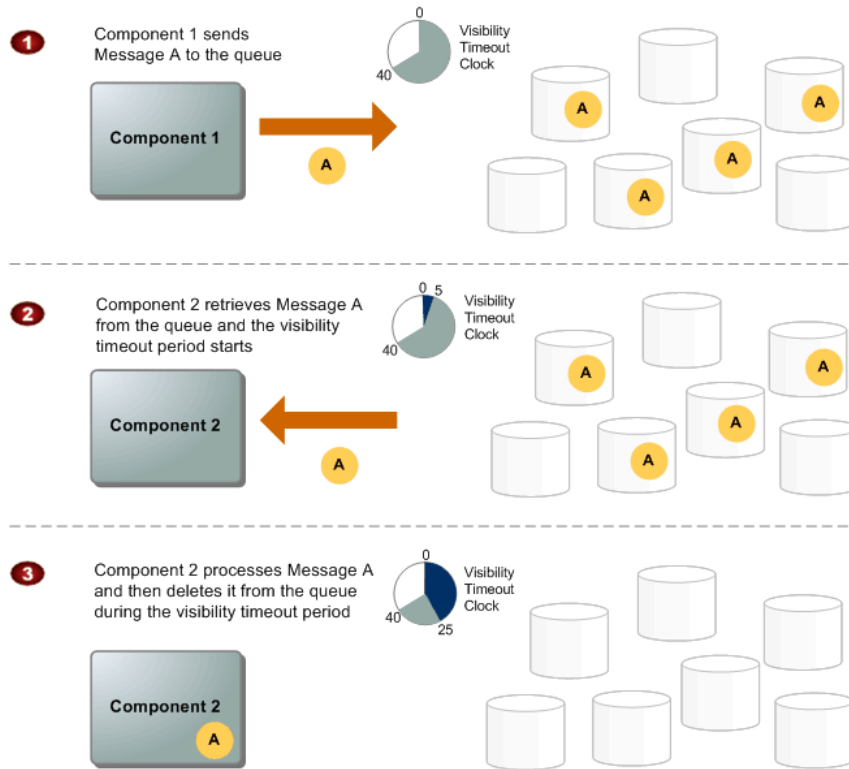 1
Component 1 sends
Message A to the queue
0
40
Visibility
Timeout
Clock
Component 1
A
A
A
A
A
2
Component 2 retrieves Message A
from the queue and the visibility
timeout period starts
0 5
40
Visibility
Timeout
Clock
Component 2
A
A
A
A
A
3
Component 2 processes Message A
and then deletes it from the queue
during the visibility timeout period
0
40
25
Visibility
Timeout
Clock
Component 2
A